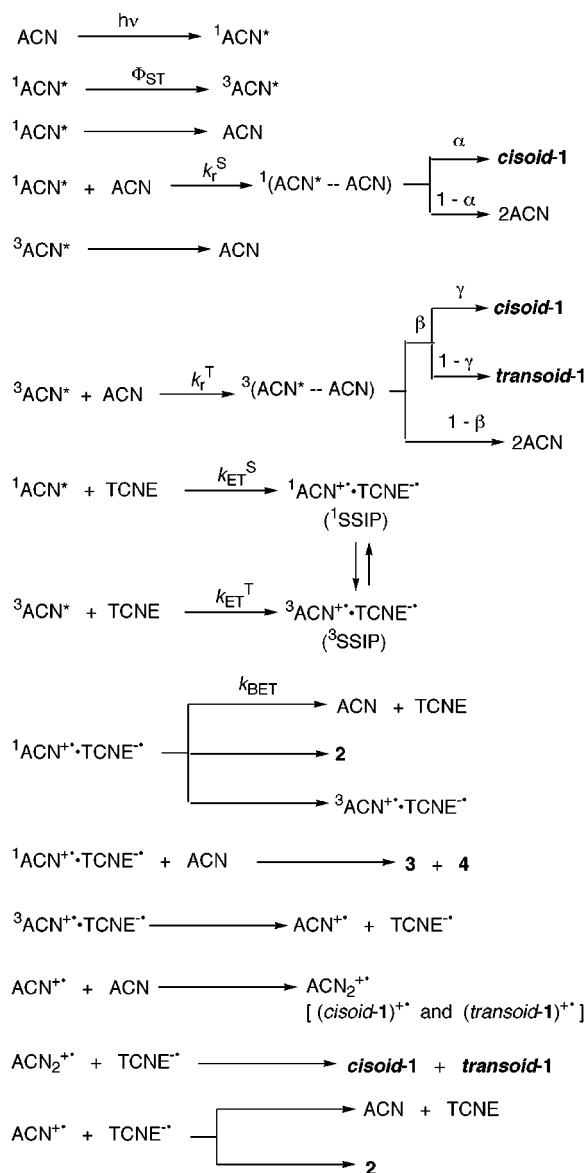 ACN hν ¹ACN*
¹ACN* Φ_ST ³ACN*
¹ACN* ACN
¹ACN* + ACN k_r^S ¹(ACN* -- ACN) α cisoid-1
1 - α 2ACN
³ACN* ACN
³ACN* + ACN k_r^T ³(ACN* -- ACN) β γ cisoid-1
1 - γ transoid-1
1 - β 2ACN
¹ACN* + TCNE k_ET^S ¹ACN⁺•·TCNE⁻•
(¹SSIP)
³ACN* + TCNE k_ET^T ³ACN⁺•·TCNE⁻•
(³SSIP)
k_BET ACN + TCNE
¹ACN⁺•·TCNE⁻• 2
³ACN⁺•·TCNE⁻•
¹ACN⁺•·TCNE⁻• + ACN 3 + 4
³ACN⁺•·TCNE⁻• ACN⁺• + TCNE⁻•
ACN⁺• + ACN ACN₂⁺•
[ (cisoid-1)⁺• and (transoid-1)⁺• ]
ACN₂⁺• + TCNE⁻• cisoid-1 + transoid-1
ACN⁺• + TCNE⁻• ACN + TCNE
2